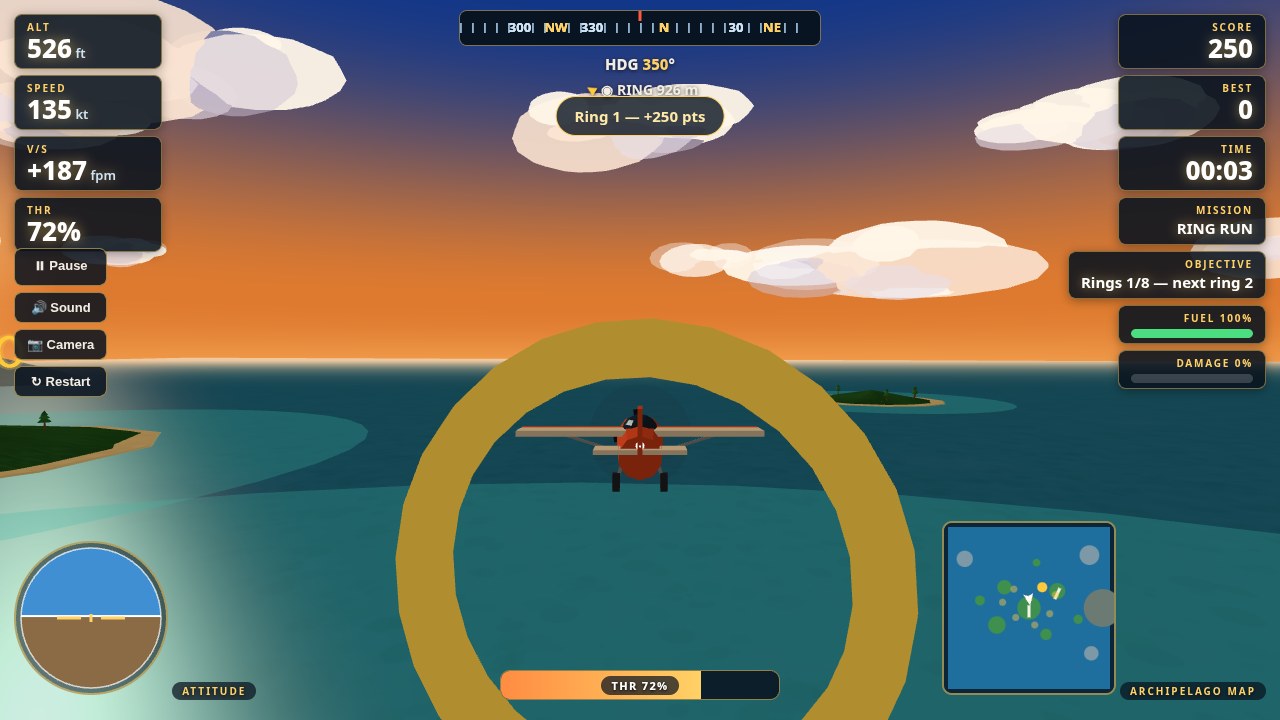 ALT
526 ft
SPEED
135 kt
V/S
+187 fpm
THR
72%
⏸ Pause
🔊 Sound
📷 Camera
↻ Restart
300 NW 330 N 30 NE
HDG 350°
▼ ◉ RING 926 m
Ring 1 — +250 pts
SCORE
250
BEST
0
TIME
00:03
MISSION
RING RUN
OBJECTIVE
Rings 1/8 — next ring 2
FUEL 100%
DAMAGE 0%
ATTITUDE
THR 72%
ARCHIPELAGO MAP